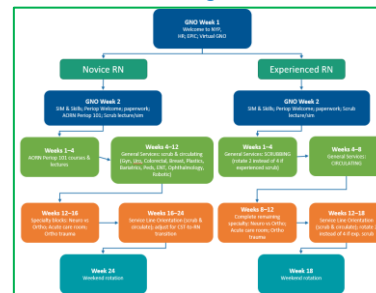 GNO Week 1
Welcome to NYP,
HR; EPIC; Virtual GNO
Novice RN
Experienced RN
GNO Week 2
SIM & Skills; Periop Welcome; paperwork;
AORN Periop 101; Scrub lecture/sim
GNO Week 2
SIM & Skills; Periop Welcome; paperwork; Scrub
lecture/sim
Weeks 1–4
AORN Periop 101 courses &
lectures
Weeks 4–12
General Services: scrub & circulating
(Gyn, Uro, Colorectal, Breast, Plastics,
Bariatrics, Peds, ENT, Ophthalmology,
Robotic)
Weeks 1–4
General Services: SCRUBBING
(rotate 2 instead of 4 if
experienced scrub)
Weeks 4–8
General Services:
CIRCULATING
Weeks 12–16
Specialty Works: Neuro vs
Ortho; Acute care room; Ortho
trauma
Weeks 16–24
Service Line Orientation (scrub &
circulate); adjust for CST to RN
transition
Weeks 8–12
Complete remaining
specialty: Neuro vs Ortho;
Acute care room; Ortho
trauma
Weeks 12–18
Service Line Orientation
(scrub & circulate); rotate
instead of 4 if exp. scrub
Week 24
Weekend rotation
Week 18
Weekend rotation